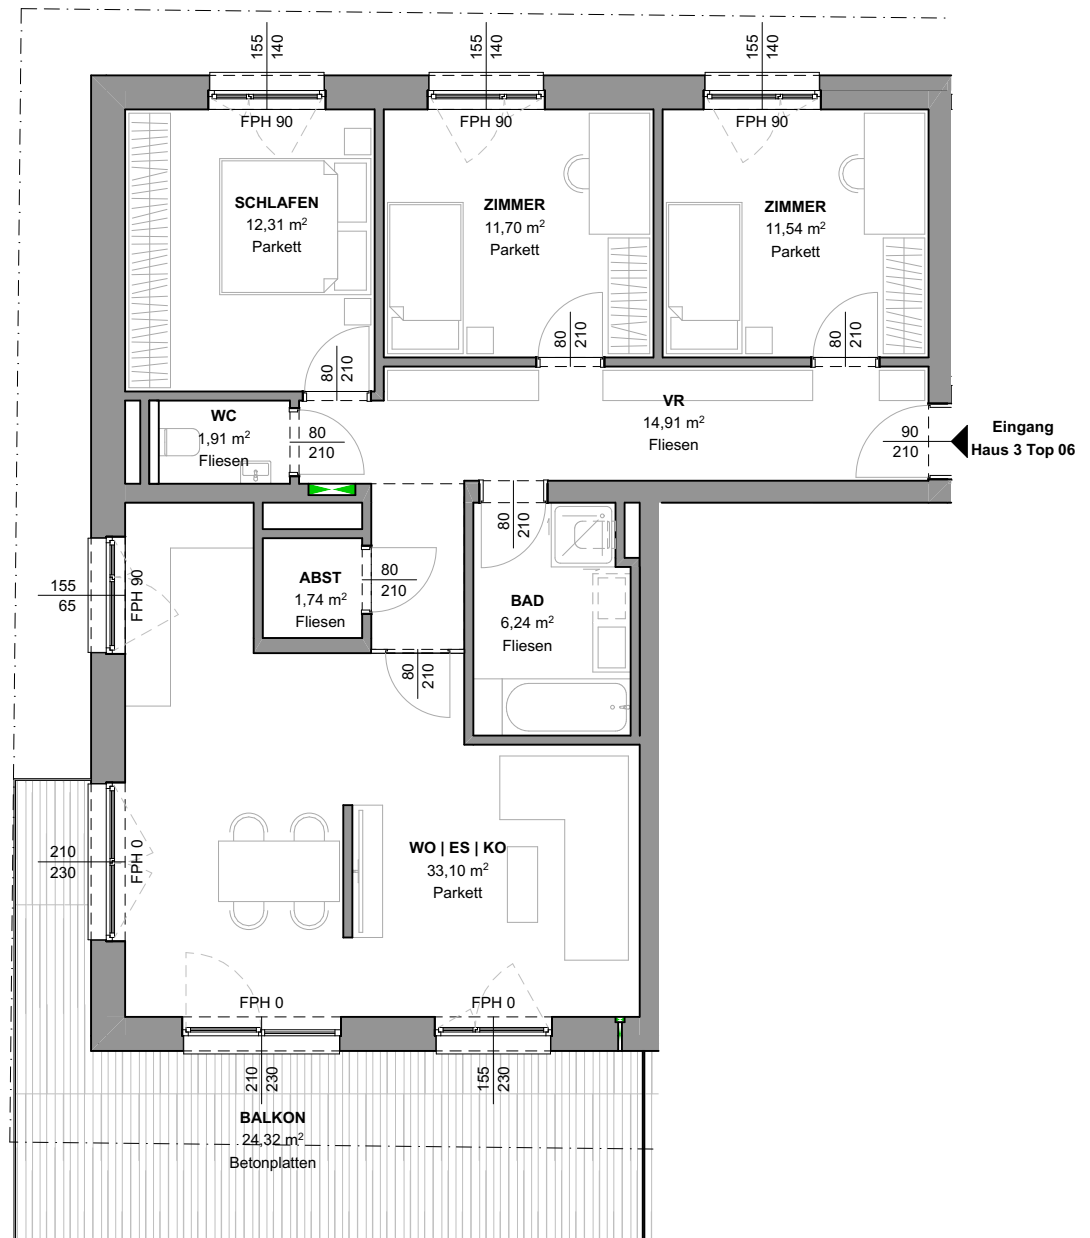 155
140
155
140
155
140
FPH 90
FPH 90
FPH 90
SCHLAFEN
12,31 m²
Parkett
ZIMMER
11,70 m²
Parkett
ZIMMER
11,54 m²
Parkett
80
210
80
210
80
210
WC
1,91 m²
Fliesen
80
210
VR
14,91 m²
Fliesen
90
210
Eingang
Haus 3 Top 06
80
210
155
65
FPH 90
ABST
1,74 m²
Fliesen
80
210
BAD
6,24 m²
Fliesen
80
210
210
230
FPH 0
WO | ES | KO
33,10 m²
Parkett
FPH 0
FPH 0
210
230
155
230
BALKON
24,32 m²
Betonplatten